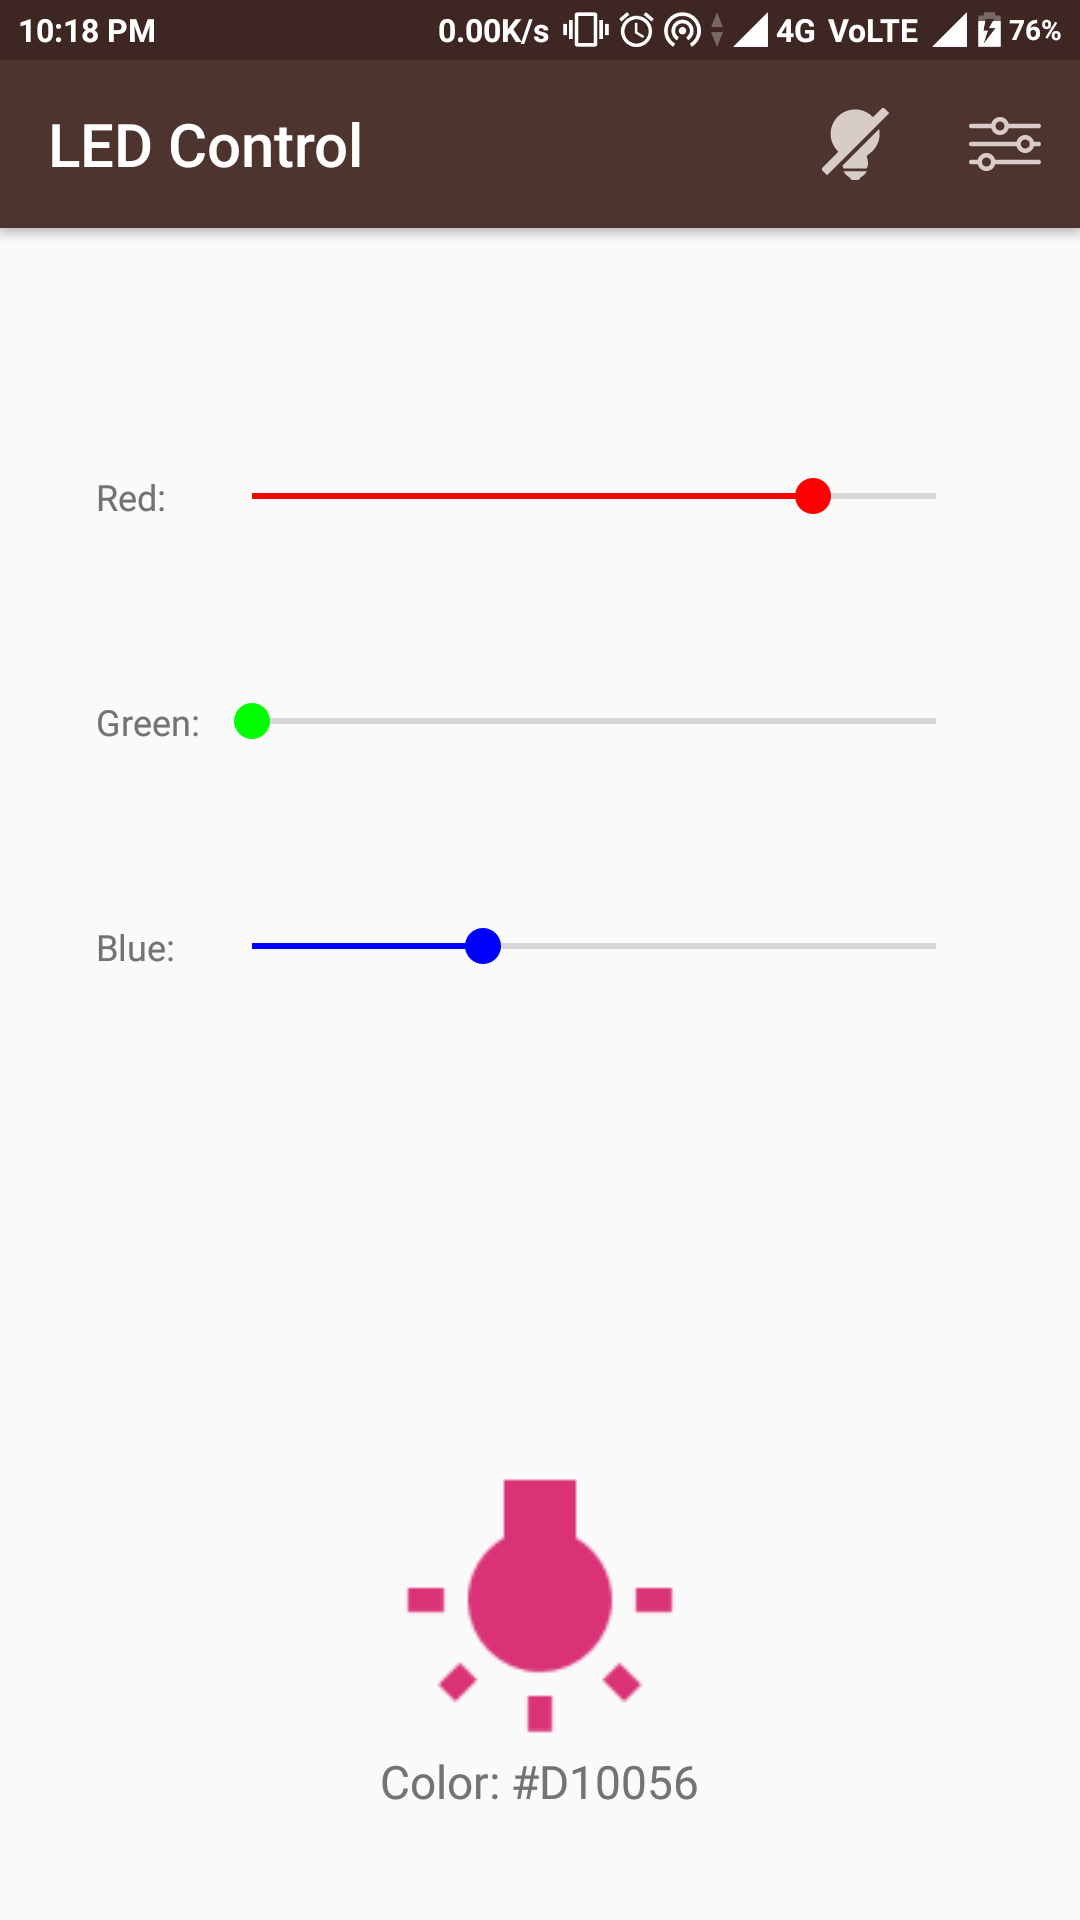 10:18 PM 0.00K/s 4G VoLTE 76%
LED Control
Red:
Green:
Blue:
Color: #D10056